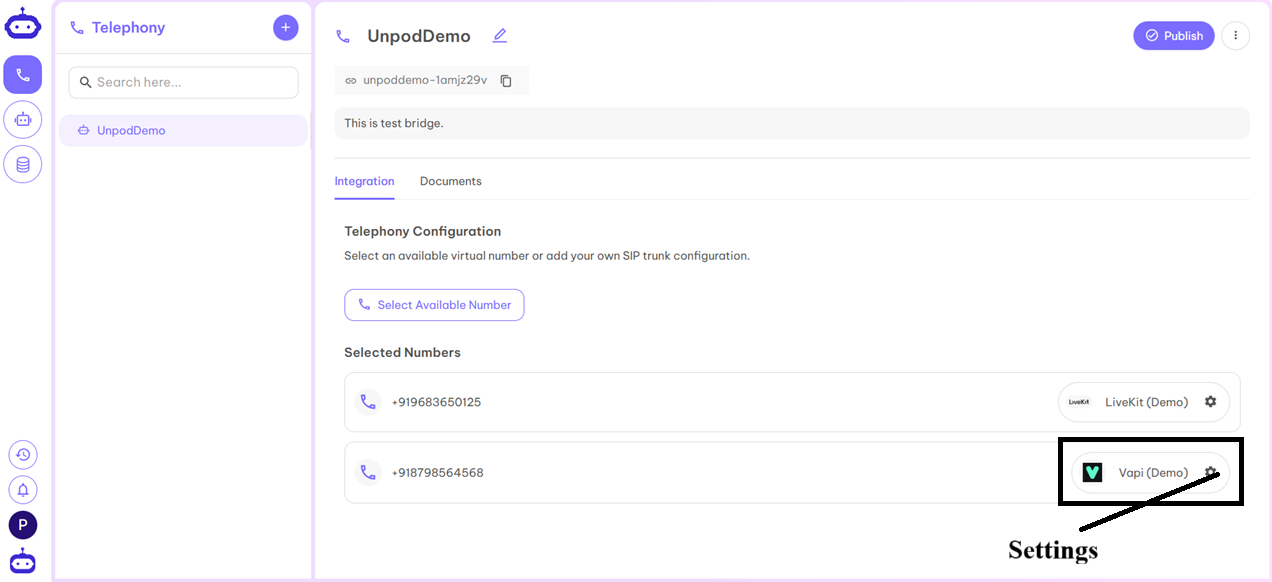 Telephony
+
Search here...
UnpodDemo
P
UnpodDemo
Publish
unpoddemo-1amjz29v
This is test bridge.
Integration
Documents
Telephony Configuration
Select an available virtual number or add your own SIP trunk configuration.
Select Available Number
Selected Numbers
+919683650125
LiveKit
LiveKit (Demo)
+918798564568
Vapi (Demo)
Settings